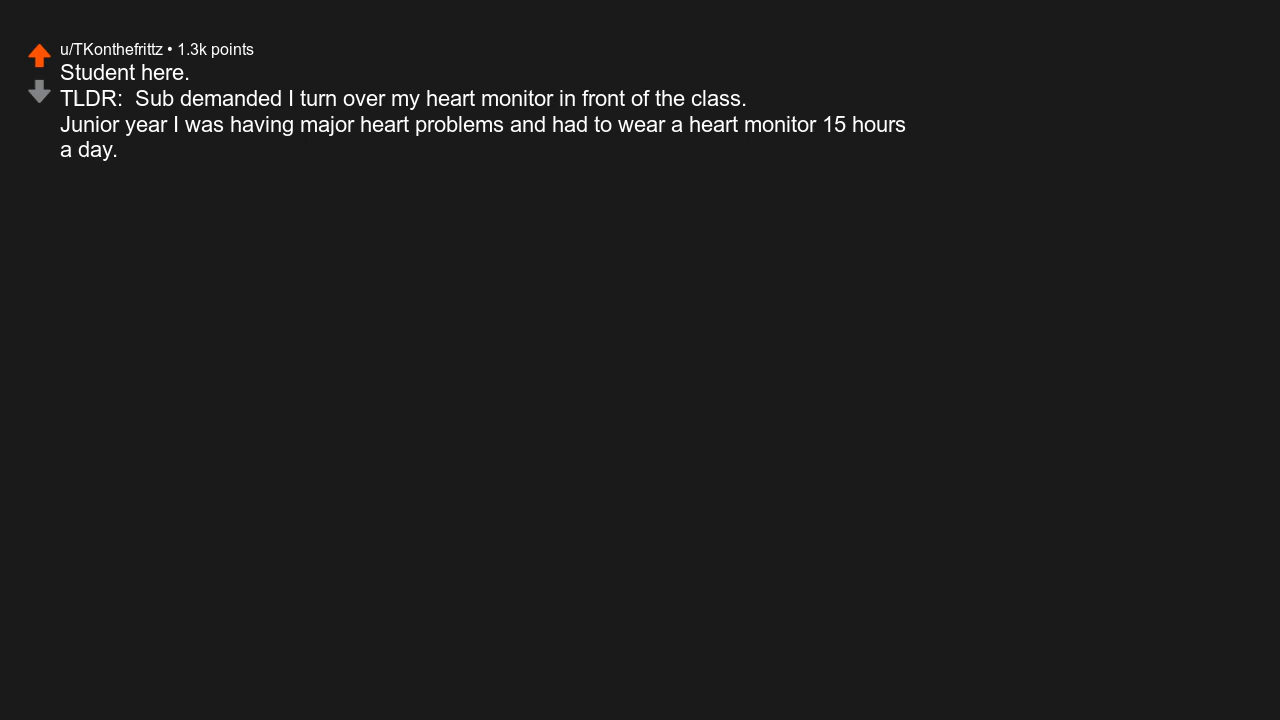 u/TKonthefrittz • 1.3k points
Student here.
TLDR:  Sub demanded I turn over my heart monitor in front of the class.
Junior year I was having major heart problems and had to wear a heart monitor 15 hours
a day.